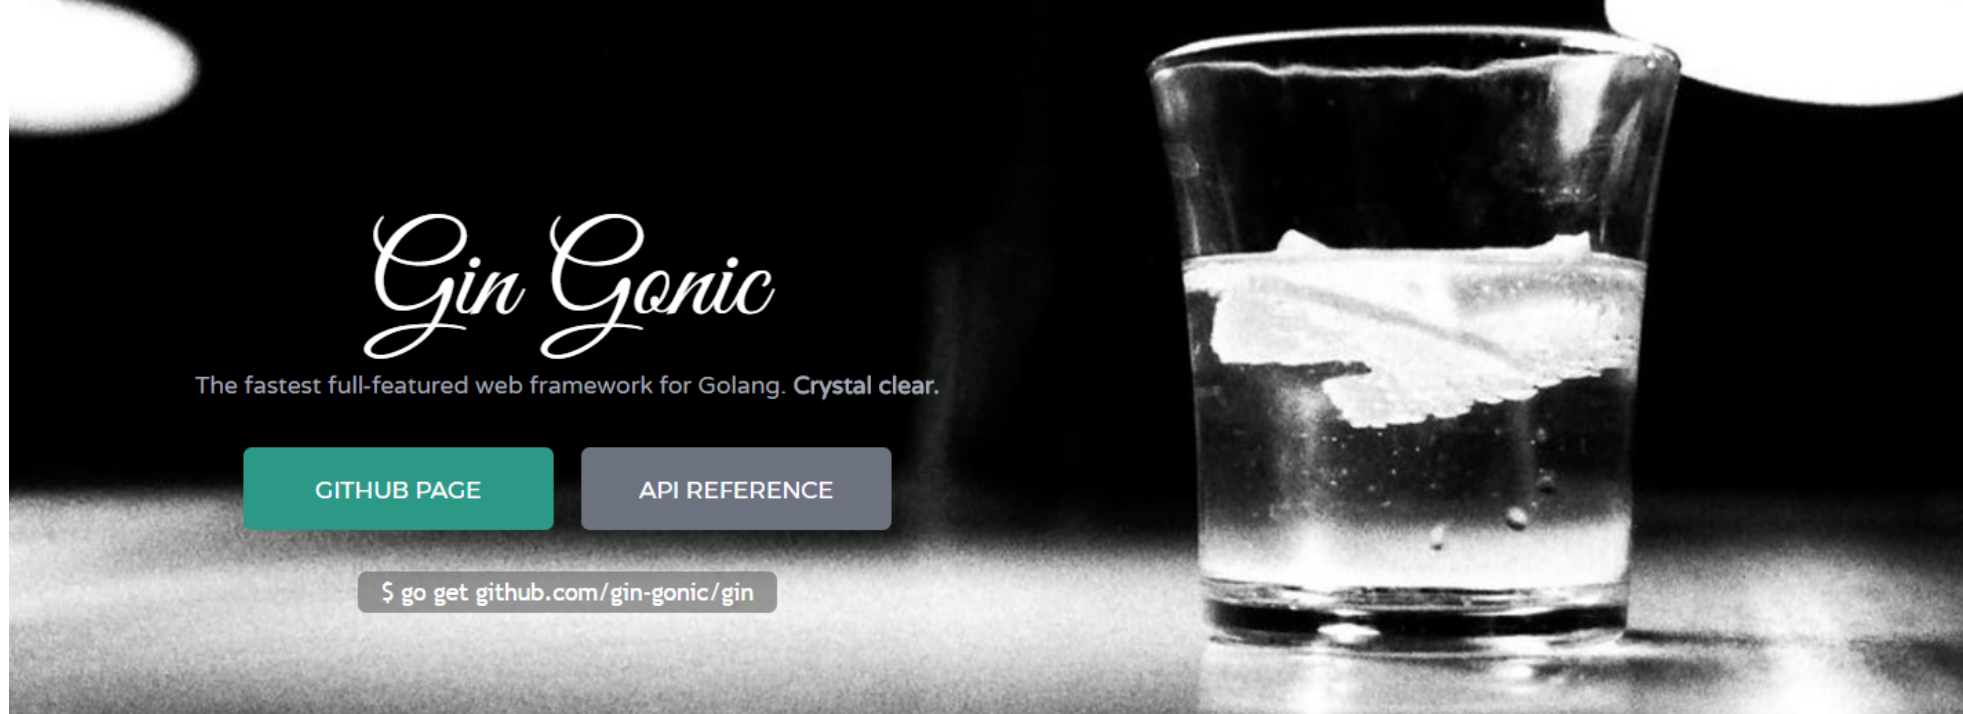 Gin Gonic
The fastest full-featured web framework for Golang. Crystal clear.
GITHUB PAGE API REFERENCE
$ go get github.com/gin-gonic/gin